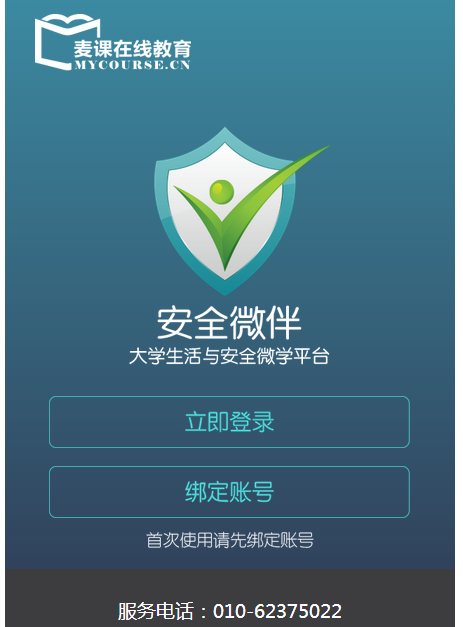 麦课在线教育
MYCOURSE.CN
安全微伴
大学生活与安全微学平台
立即登录
绑定账号
首次使用请先绑定账号
服务电话：010-62375022